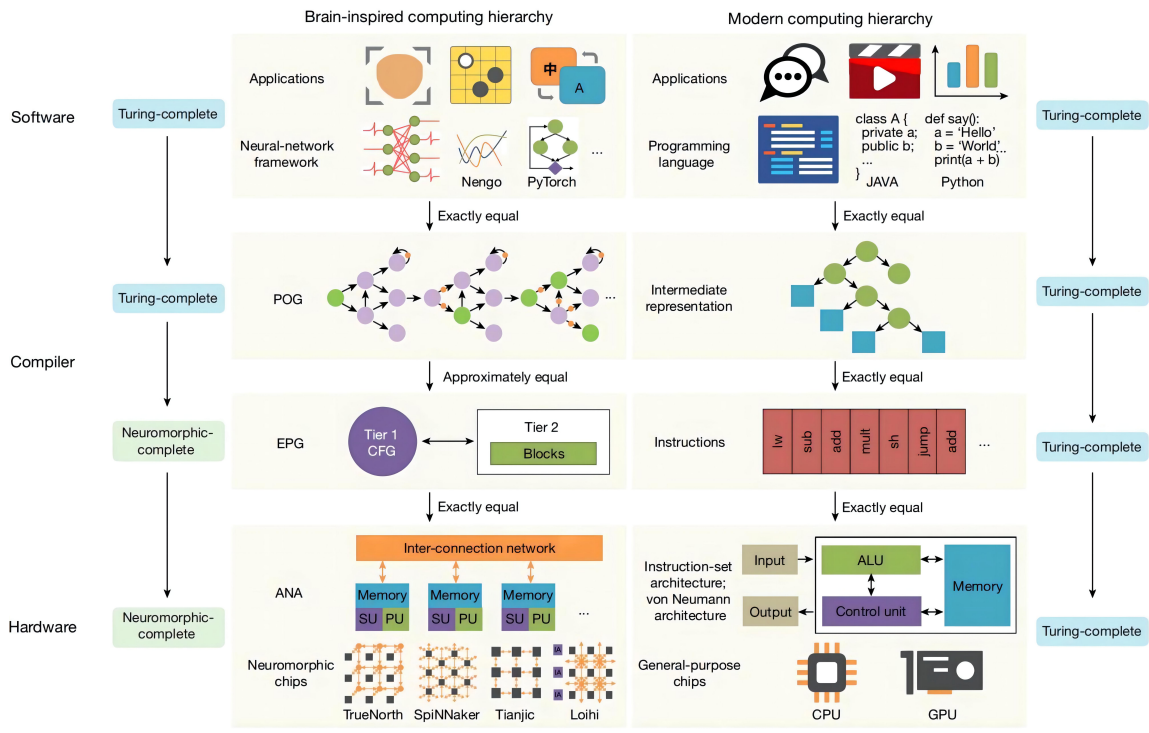 Brain-inspired computing hierarchy
Modern computing hierarchy
Software
Turing-complete
Applications
中
A
Applications
Turing-complete
Neural-network
framework
Nengo
PyTorch
...
Programming
language
class A {
private a;
public b;
...
}
JAVA
def say():
a = ‘Hello’
b = ‘World’...
print(a + b)
Python
Exactly equal
Exactly equal
Compiler
Turing-complete
POG
...
Intermediate
representation
Turing-complete
Approximately equal
Exactly equal
Neuromorphic-
complete
EPG
Tier 1
CFG
Tier 2
Blocks
Instructions
lw
sub
add
mult
sh
jump
add
...
Turing-complete
Exactly equal
Exactly equal
Hardware
Neuromorphic-
complete
ANA
Inter-connection network
Memory
SU
PU
Memory
SU
PU
Memory
SU
PU
...
Instruction-set
architecture;
von Neumann
architecture
Input
Output
ALU
Control unit
Memory
Turing-complete
Neuromorphic
chips
TrueNorth
SpiNNaker
Tianjic
IA
IA
IA
Loihi
General-purpose
chips
CPU
GPU